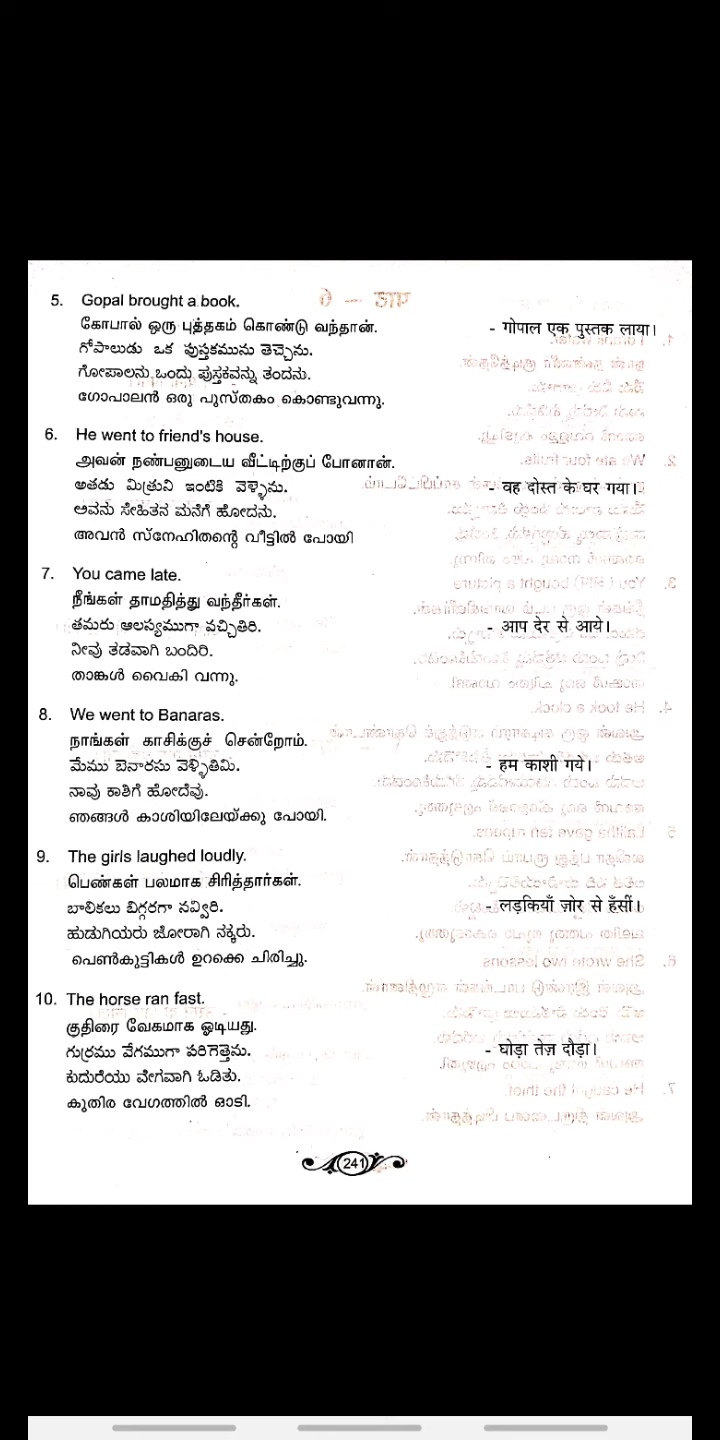 5. Gopal brought a book.
கோபால் ஒரு புத்தகம் கொண்டு வந்தான்.
- गोपाल एक पुस्तक लाया।
గోపాలుడు ఒక పుస్తకమును తెచ్చెను.
ಗೋಪಾಲನು ಒಂದು ಪುಸ್ತಕವನ್ನು ತಂದನು.
ഗോപാലൻ ഒരു പുസ്തകം കൊണ്ടുവന്നു.
6. He went to friend's house.
அவன் நண்பனுடைய வீட்டிற்குப் போனான்.
అతడు మిత్రుని ఇంటికి వెళ్ళెను.
- वह दोस्त के घर गया।
ಅವನು ಸೇಹಿತನ ಮನೆಗೆ ಹೋದನು.
അവൻ സ്നേഹിതന്റെ വീട്ടിൽ പോയി
7. You came late.
நீங்கள் தாமதித்து வந்தீர்கள்.
తమరు ఆలస్యముగా వచ్చితిరి.
- आप देर से आये।
ನೀವು ತಡವಾಗಿ ಬಂದಿರಿ.
താങ്കൾ വൈകി വന്നു.
8. We went to Banaras.
நாங்கள் காசிக்குச் சென்றோம்.
మేము బెనారసు వెళ్ళితిమి.
- हम काशी गये।
ನಾವು ಕಾಶಿಗೆ ಹೋದೆವು.
ഞങ്ങൾ കാശിയിലേയ്ക്കു പോയി.
9. The girls laughed loudly.
பெண்கள் பலமாக சிரித்தார்கள்.
బాలికలు బిగ్గరగా నవ్విరి.
- लड़कियाँ ज़ोर से हँसीं।
ಹುಡುಗಿಯರು ಜೋರಾಗಿ ನಕ್ಕರು.
പെൺകുട്ടികൾ ഉറക്കെ ചിരിച്ചു.
10. The horse ran fast.
குதிரை வேகமாக ஓடியது.
గుర్రము వేగముగా పరిగెత్తెను.
- घोड़ा तेज़ दौड़ा।
ಕುದುರೆಯು ವೇಗವಾಗಿ ಓಡಿತು.
കുതിര വേഗത്തിൽ ഓടി.
241